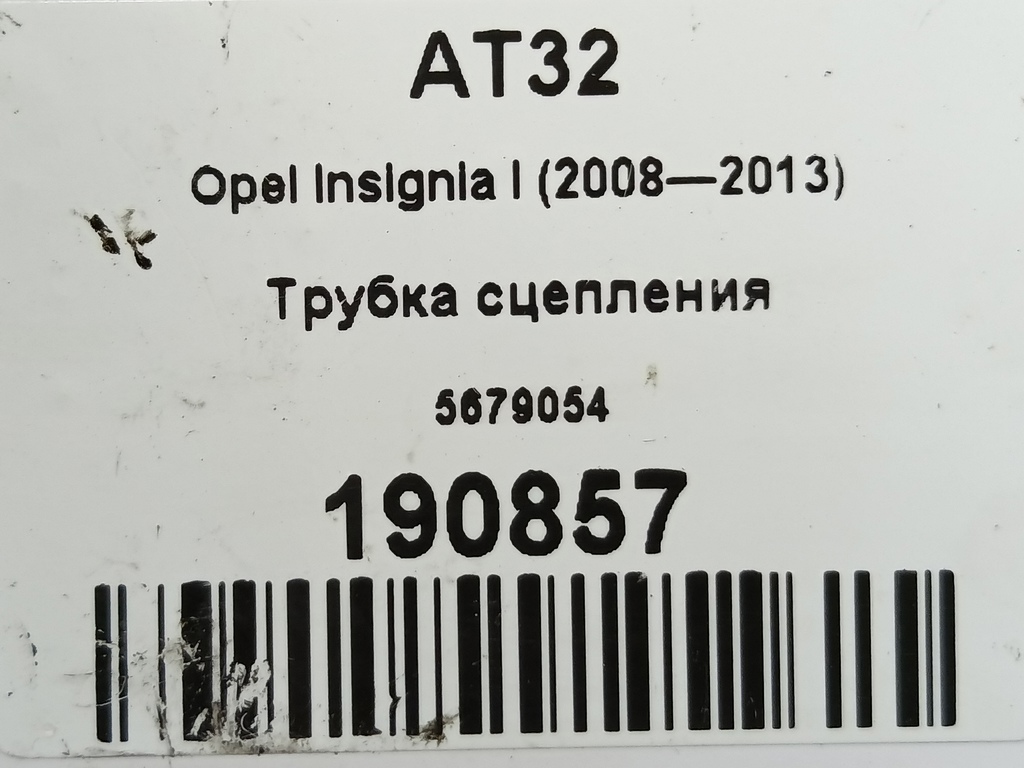 AT32
Opel Insignia I (2008—2013)
Трубка сцепления
5679054
190857